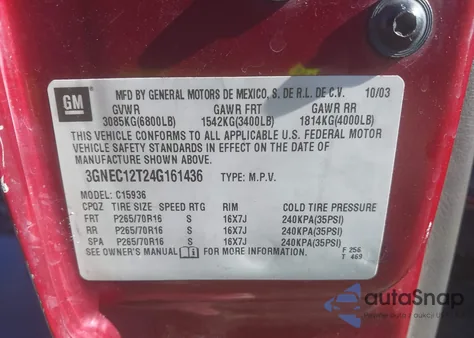 GM
MFD BY GENERAL MOTORS DE MEXICO, S. DE R.L. DE C.V. 10/03
GVWR GAWR FRT GAWR RR
3085KG(6800LB) 1542KG(3400LB) 1814KG(4000LB)
THIS VEHICLE CONFORMS TO ALL APPLICABLE U.S. FEDERAL MOTOR
VEHICLE SAFETY STANDARDS IN EFFECT ON THE DATE OF
MANUFACTURE SHOWN ABOVE.
3GNEC12T24G161436 TYPE: M.P.V.
MODEL: C15936
CPQZ TIRE SIZE SPEED RTG RIM COLD TIRE PRESSURE
FRT P265/70R16 S 16X7J 240KPA(35PSI)
RR P265/70R16 S 16X7J 240KPA(35PSI)
SPA P265/70R16 S 16X7J 240KPA(35PSI)
SEE OWNER'S MANUAL FOR MORE INFORMATION.
F 256
T 469
autaSnap